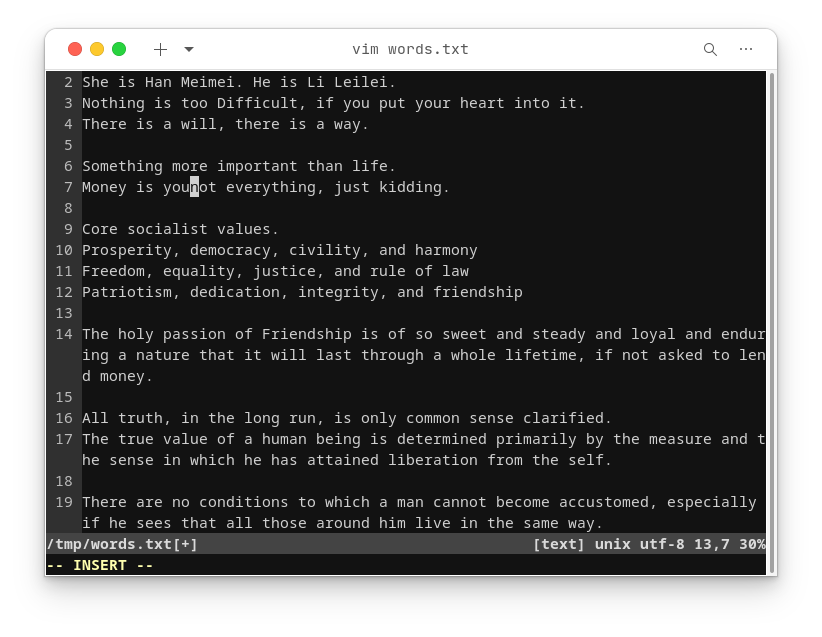 vim words.txt
2 She is Han Meimei. He is Li Leilei.
3 Nothing is too Difficult, if you put your heart into it.
4 There is a will, there is a way.
5
6 Something more important than life.
7 Money is younot everything, just kidding.
8
9 Core socialist values.
10 Prosperity, democracy, civility, and harmony
11 Freedom, equality, justice, and rule of law
12 Patriotism, dedication, integrity, and friendship
13
14 The holy passion of Friendship is of so sweet and steady and loyal and endur
ing a nature that it will last through a whole lifetime, if not asked to len
d money.
15
16 All truth, in the long run, is only common sense clarified.
17 The true value of a human being is determined primarily by the measure and t
he sense in which he has attained liberation from the self.
18
19 There are no conditions to which a man cannot become accustomed, especially
if he sees that all those around him live in the same way.
/tmp/words.txt[+] [text] unix utf-8 13,7 30%
-- INSERT --